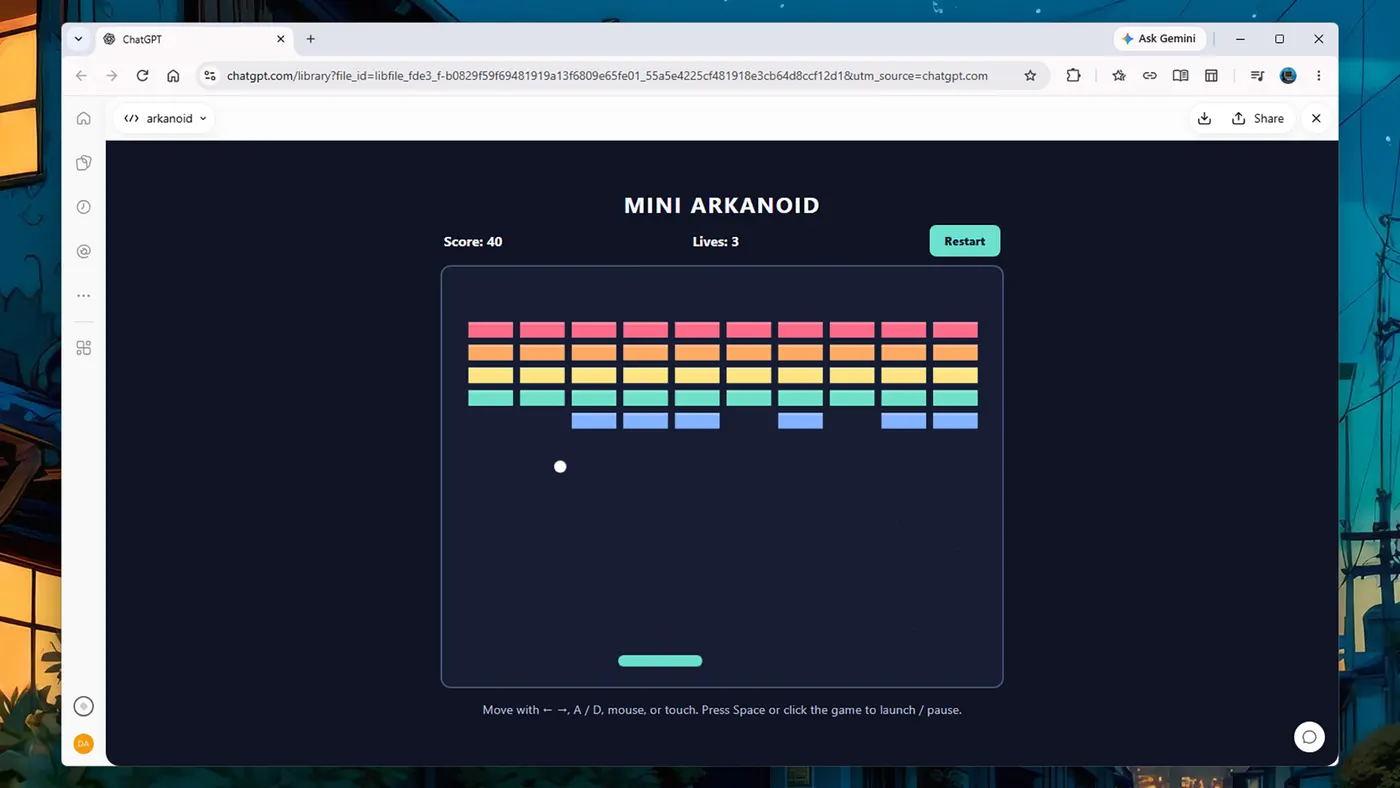 ChatGPT
Ask Gemini
chatgpt.com/library?file_id=libfile_fde3_f-b0829f59f69481919a13f6809e65fe01_55a5e4225cf481918e3cb64d8ccf12d1&utm_source=chatgpt.com
arkanoid
Share
MINI ARKANOID
Score: 40 Lives: 3 Restart
Move with ← →, A / D, mouse, or touch. Press Space or click the game to launch / pause.
DA